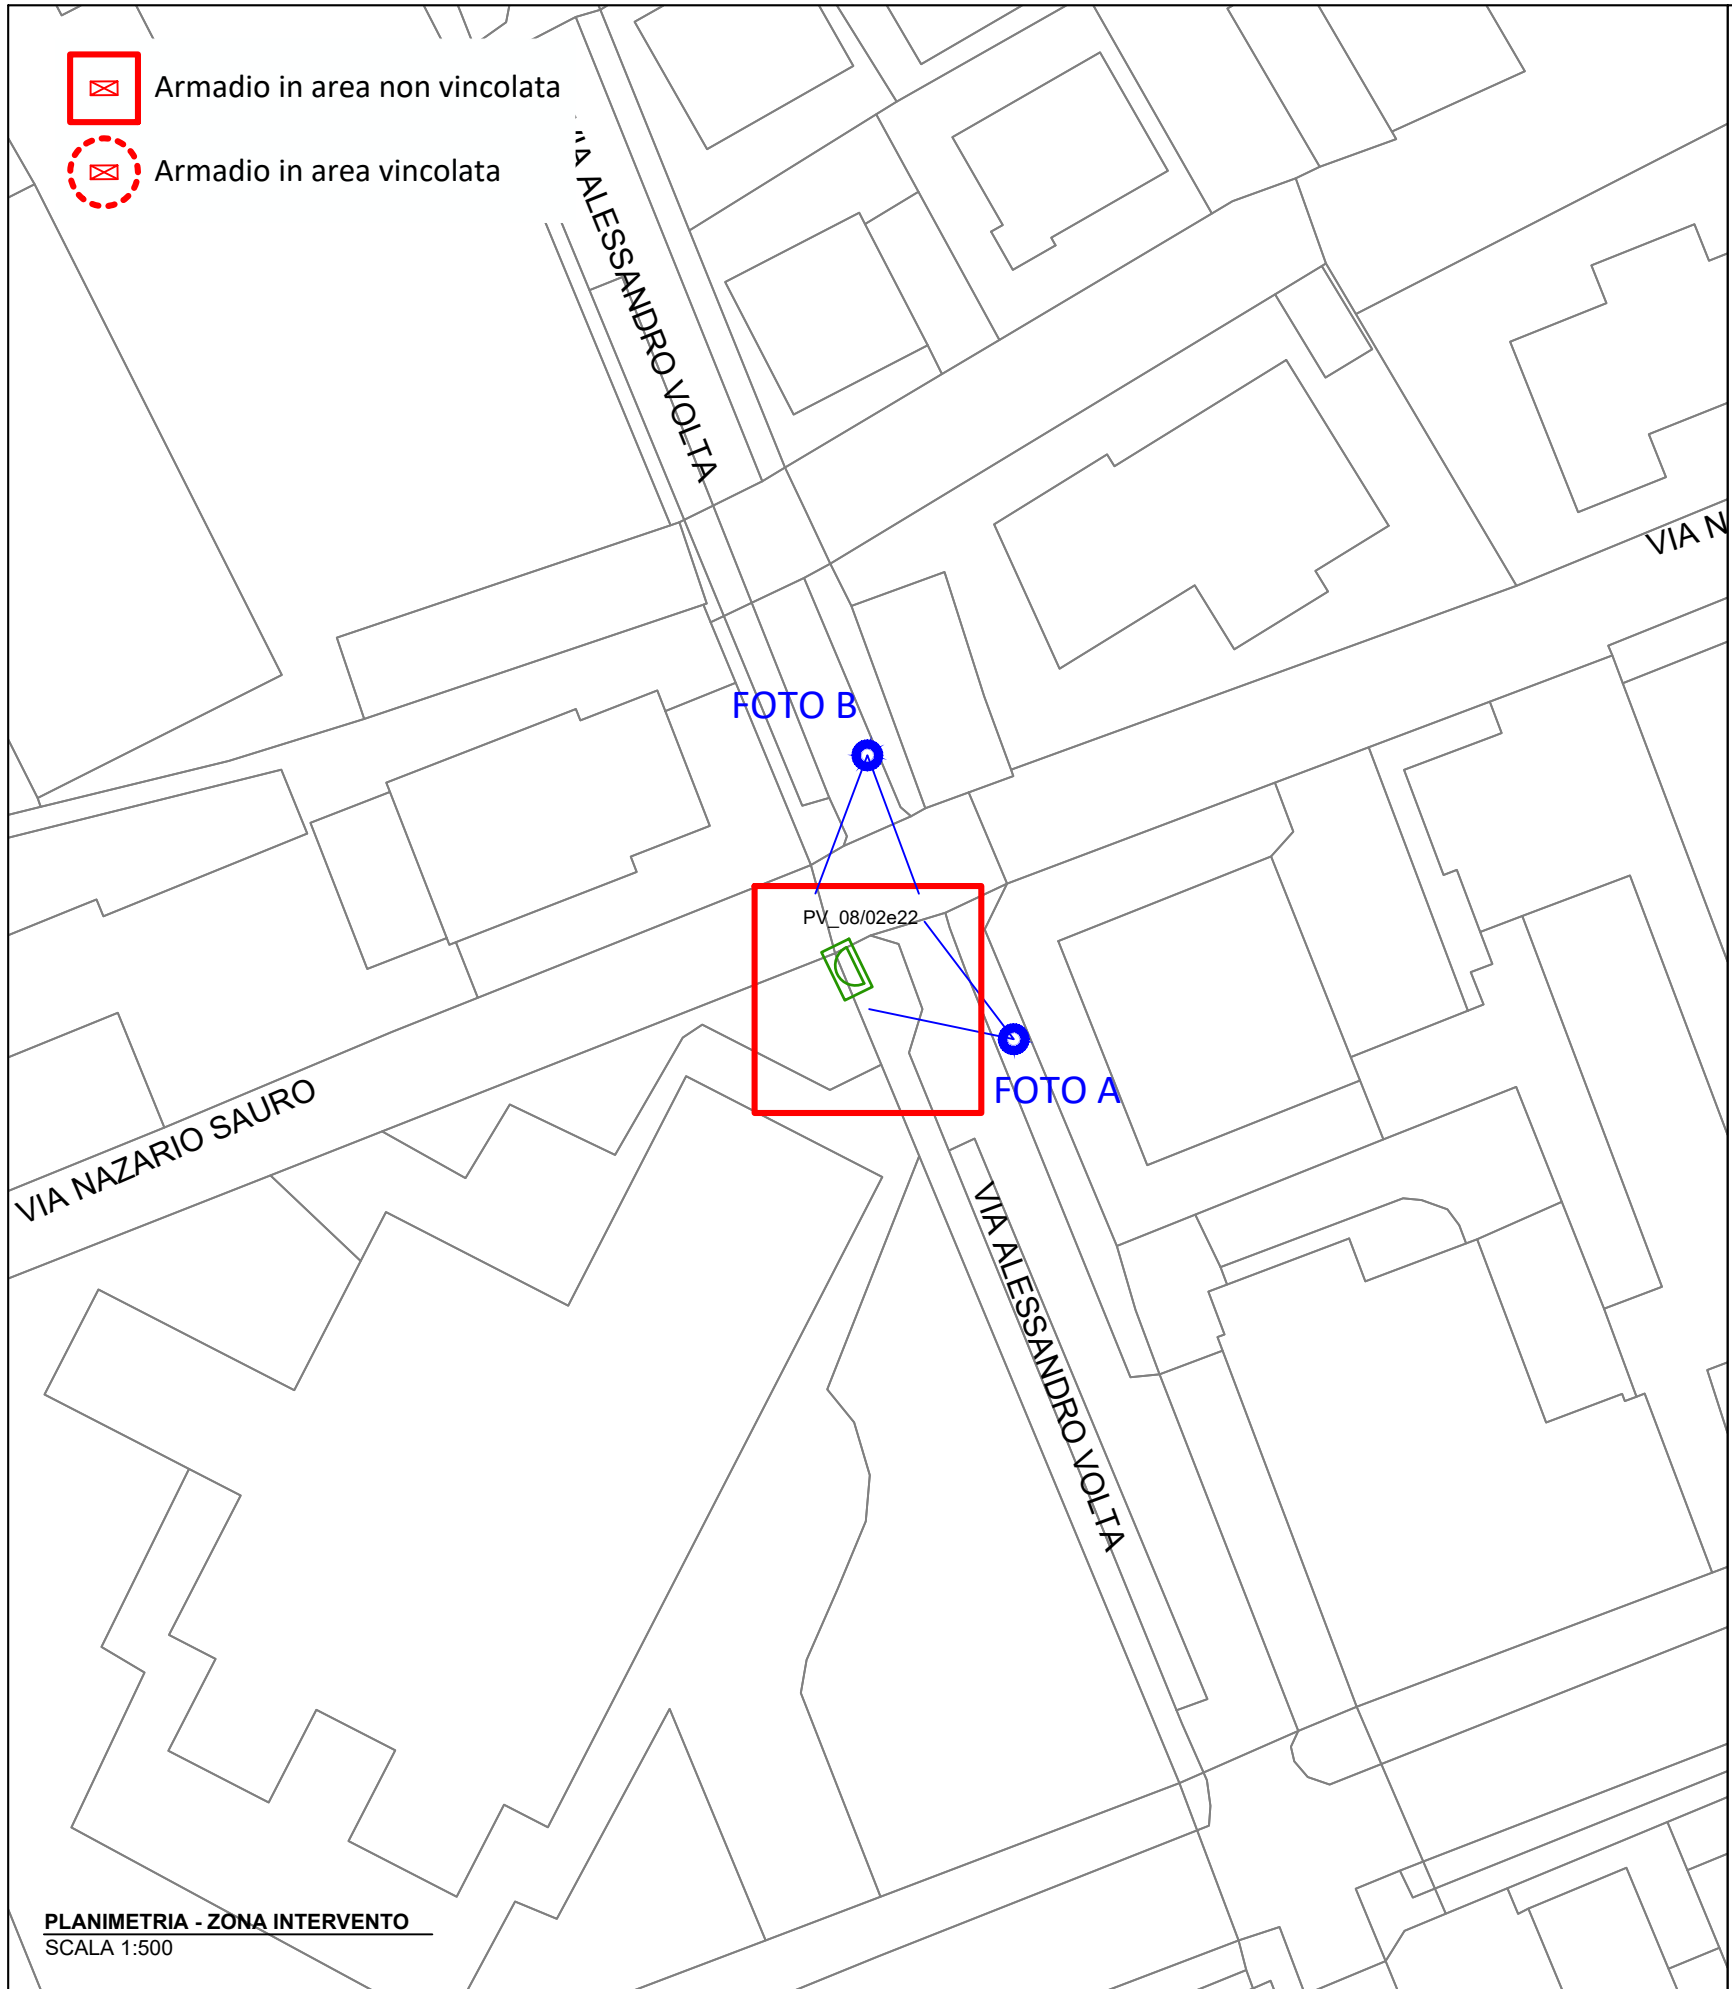 Armadio in area non vincolata
Armadio in area vincolata
VIA ALESSANDRO VOLTA
VIA N
FOTO B
PV_08/02e22
FOTO A
VIA NAZARIO SAURO
VIA ALESSANDRO VOLTA
PLANIMETRIA - ZONA INTERVENTO
SCALA 1:500